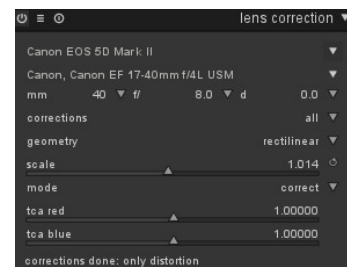 lens correction
Canon EOS 5D Mark II
Canon, Canon EF 17-40mm f/4L USM
mm 40 f/ 8.0 d 0.0
corrections all
geometry rectilinear
scale 1.014
mode correct
tca red 1.00000
tca blue 1.00000
corrections done: only distortion